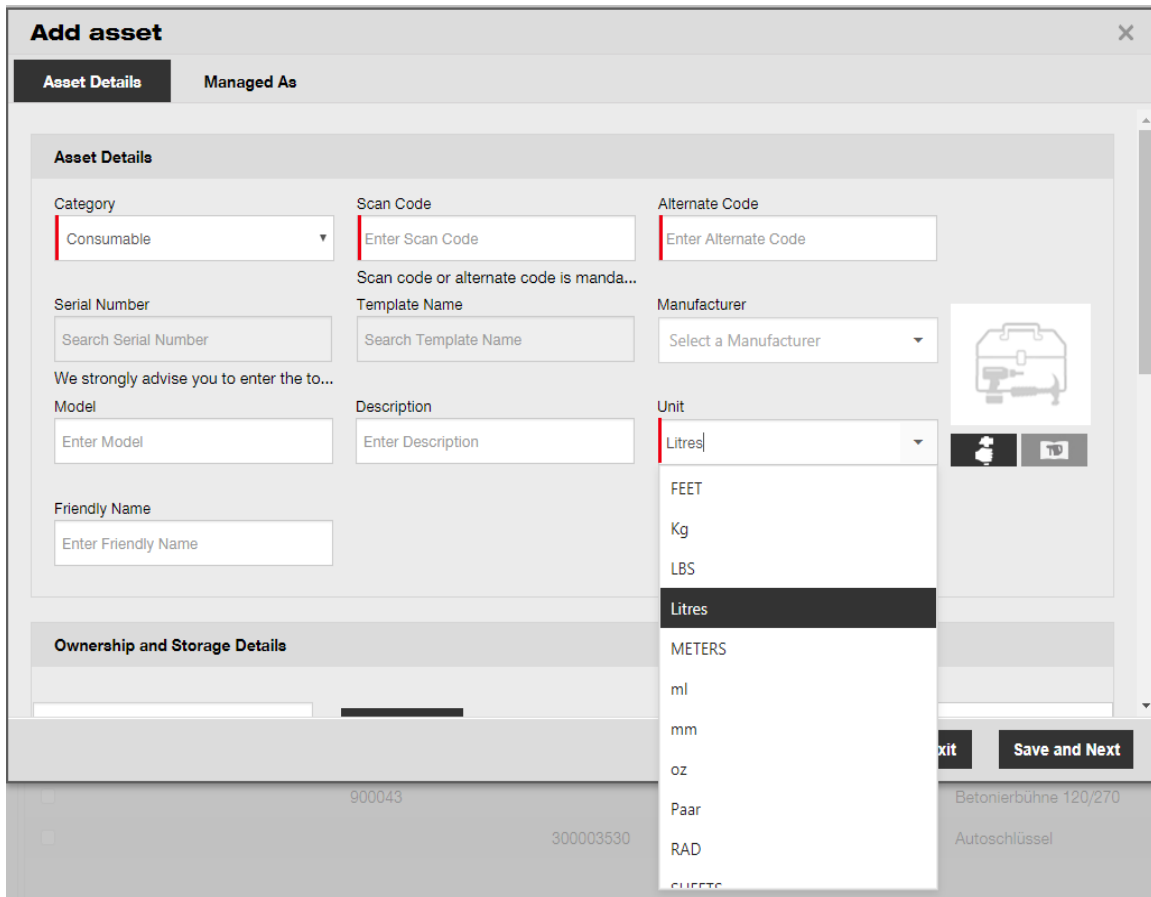 Add asset
Asset Details Managed As
Asset Details
Category Scan Code Alternate Code
Consumable Enter Scan Code Enter Alternate Code
Scan code or alternate code is manda...
Serial Number Template Name Manufacturer
Search Serial Number Search Template Name Select a Manufacturer
We strongly advise you to enter the to...
Model Description Unit
Enter Model Enter Description Litres
FEET
Friendly Name
Kg
Enter Friendly Name
LBS
Litres
Ownership and Storage Details
METERS
ml
mm
xit Save and Next
oz
900043 Betonierbühne 120/270
Paar
300003530 Autoschlüssel
RAD